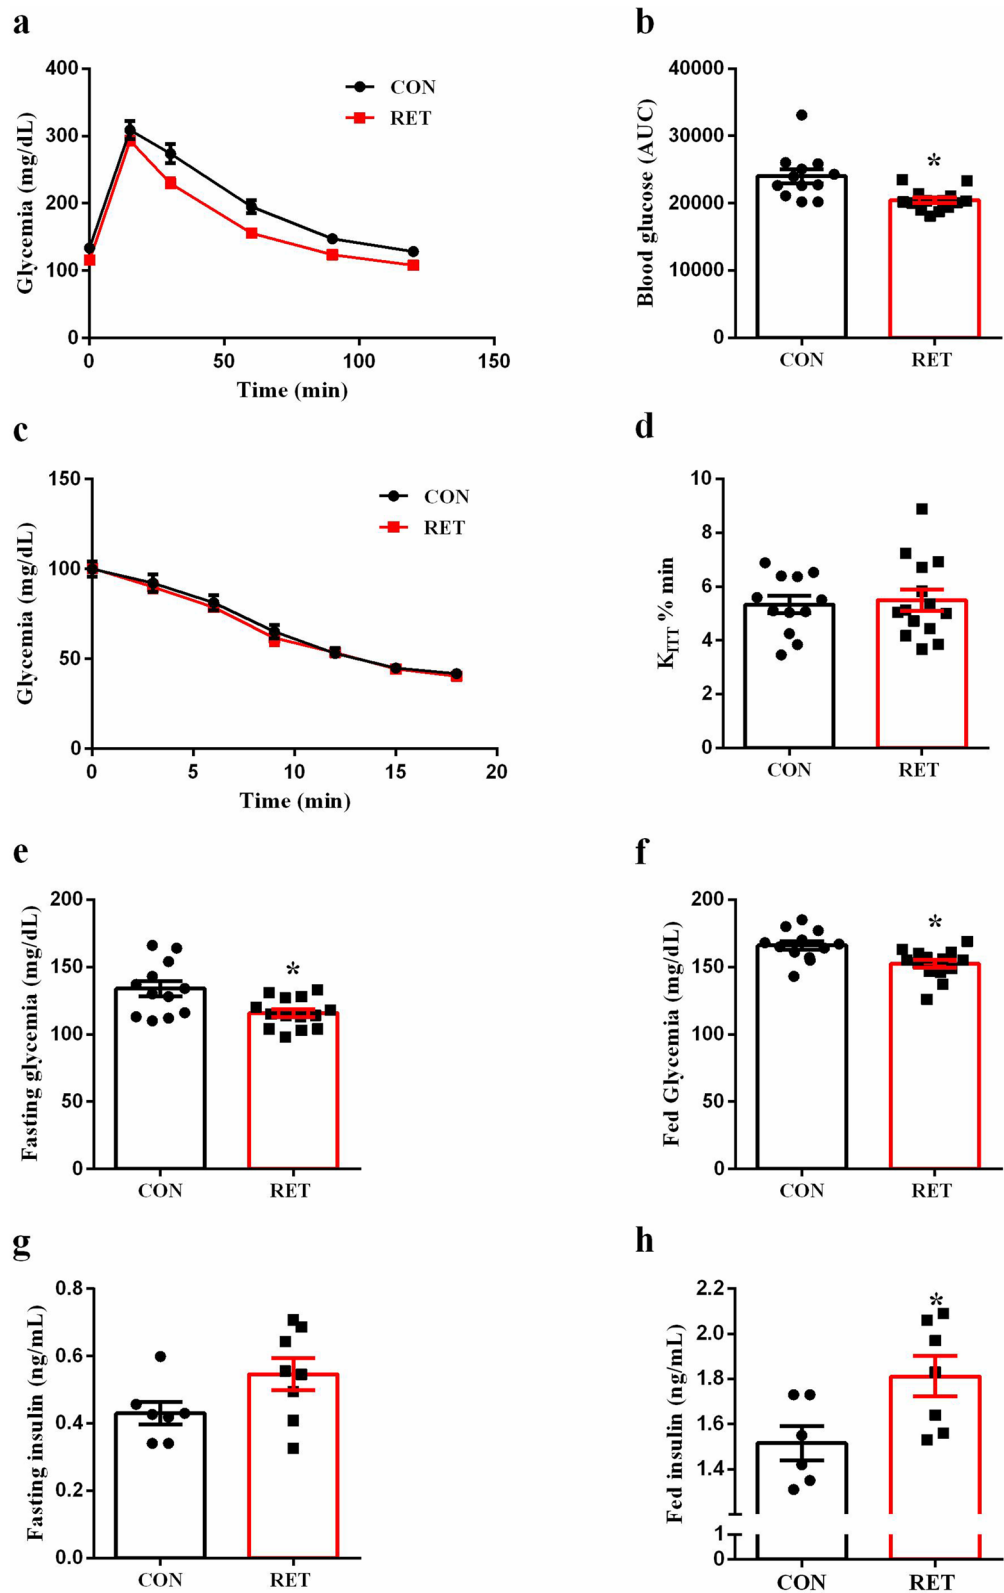 a
400
300
200
100
0
Glycemia (mg/dL)
CON
RET
0 50 100 150
Time (min)
b
40000
30000
20000
10000
0
Blood glucose (AUC)
*
CON RET
c
150
100
50
0
Glycemia (mg/dL)
CON
RET
0 5 10 15 20
Time (min)
d
10
8
6
4
2
0
K_ITT % min
CON RET
e
200
150
100
50
0
Fasting glycemia (mg/dL)
*
CON RET
f
200
150
100
50
0
Fed Glycemia (mg/dL)
*
CON RET
g
0.8
0.6
0.4
0.2
0.0
Fasting insulin (ng/mL)
CON RET
h
2.2
2.0
1.8
1.6
1.4
1
0
Fed insulin (ng/mL)
*
CON RET